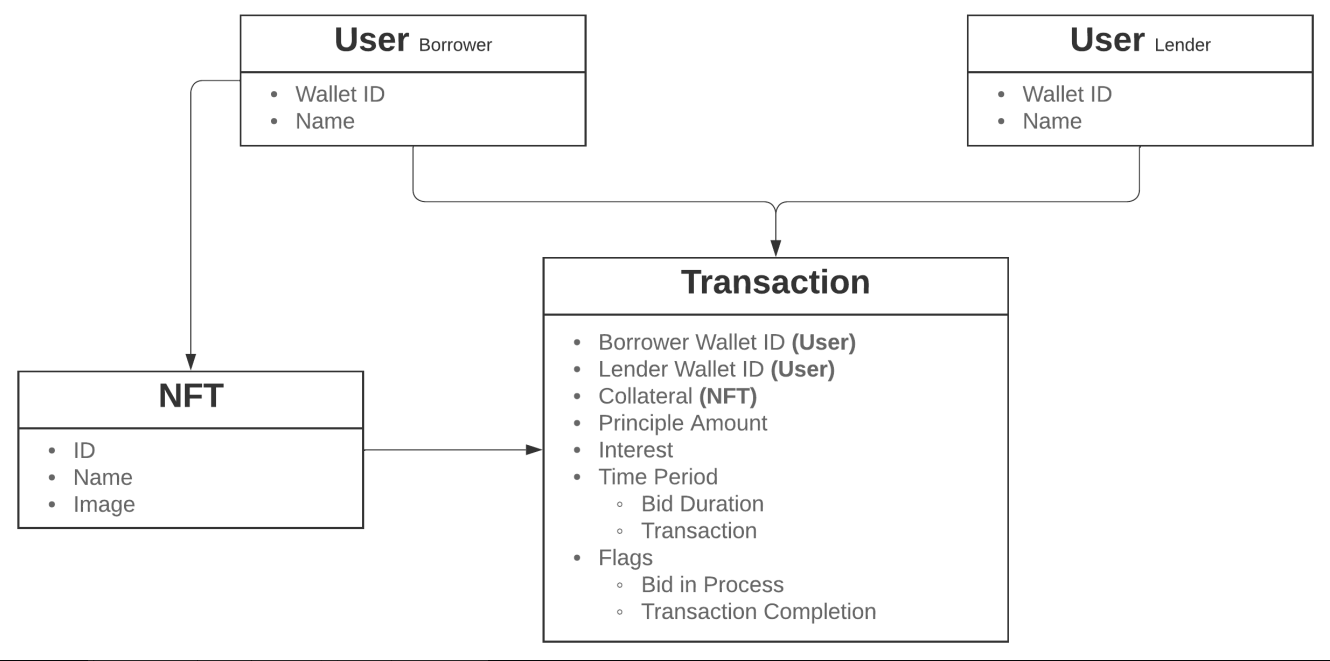 User Borrower
• Wallet ID
• Name
User Lender
• Wallet ID
• Name
NFT
• ID
• Name
• Image
Transaction
• Borrower Wallet ID (User)
• Lender Wallet ID (User)
• Collateral (NFT)
• Principle Amount
• Interest
• Time Period
◦ Bid Duration
◦ Transaction
• Flags
◦ Bid in Process
◦ Transaction Completion